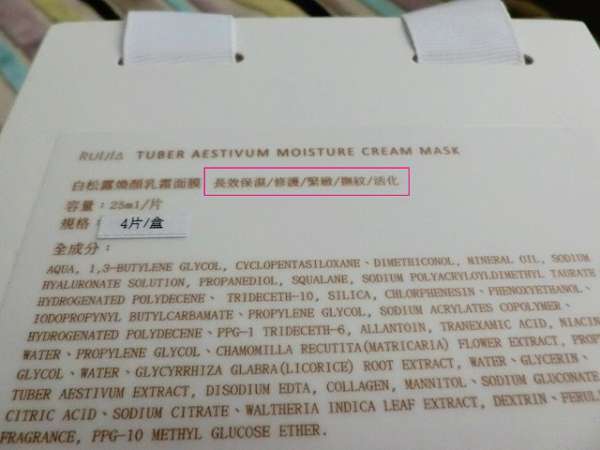 RUIJIA TUBER AESTIVUM MOISTURE CREAM MASK
白松露煥顏乳霜面膜 長效保濕/修護/緊緻/撫紋/活化
容量：25ml/片
規格：4片/盒
全成分：
AQUA, 1,3-BUTYLENE GLYCOL, CYCLOPENTASILOXANE、DIMETHICONOL, MINERAL OIL, SODIUM
HYALURONATE SOLUTION, PROPANEDIOL, SQUALANE, SODIUM POLYACRYLOYLDIMETHYL TAURATE
HYDROGENATED POLYDECENE、 TRIDECETH-10, SILICA, CHLORPHENESIN、PHENOXYETHANOL、
IODOPROPYNYL BUTYLCARBAMATE、PROPYLENE GLYCOL, SODIUM ACRYLATES COPOLYMER、
HYDROGENATED POLYDECENE、PPG-1 TRIDECETH-6, ALLANTOIN, TRANEXAMIC ACID,
WATER、PROPYLENE GLYCOL、CHAMOMILLA RECUTITA(MATRICARIA) FLOWER EXTRACT,
GLYCOL、WATER、GLYCYRRHIZA GLABRA(LICORICE) ROOT EXTRACT, WATER、GLYCERIN、
TUBER AESTIVUM EXTRACT, DISODIUM EDTA, COLLAGEN, MANNITOL、SODIUM GLUCONATE
CITRIC ACID、SODIUM CITRATE、WALTHERIA INDICA LEAF EXTRACT, DEXTRIN、
FRAGRANCE, PPG-10 METHYL GLUCOSE ETHER.